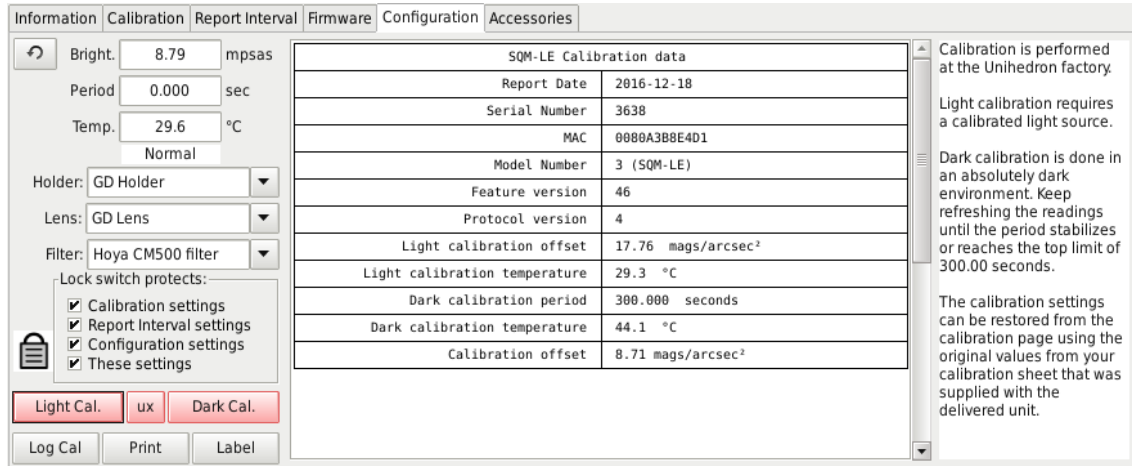 Information Calibration Report Interval Firmware Configuration Accessories
Bright. 8.79 mpsas
Period 0.000 sec
Temp. 29.6 °C
Normal
Holder: GD Holder
Lens: GD Lens
Filter: Hoya CM500 filter
Lock switch protects:
Calibration settings
Report Interval settings
Configuration settings
These settings
Light Cal. ux Dark Cal.
Log Cal Print Label
SQM-LE Calibration data
Report Date 2016-12-18
Serial Number 3638
MAC 0080A3B8E4D1
Model Number 3 (SQM-LE)
Feature version 46
Protocol version 4
Light calibration offset 17.76 mags/arcsec²
Light calibration temperature 29.3 °C
Dark calibration period 300.000 seconds
Dark calibration temperature 44.1 °C
Calibration offset 8.71 mags/arcsec²
Calibration is performed
at the Unihedron factory.
Light calibration requires
a calibrated light source.
Dark calibration is done in
an absolutely dark
environment. Keep
refreshing the readings
until the period stabilizes
or reaches the top limit of
300.00 seconds.
The calibration settings
can be restored from the
calibration page using the
original values from your
calibration sheet that was
supplied with the
delivered unit.